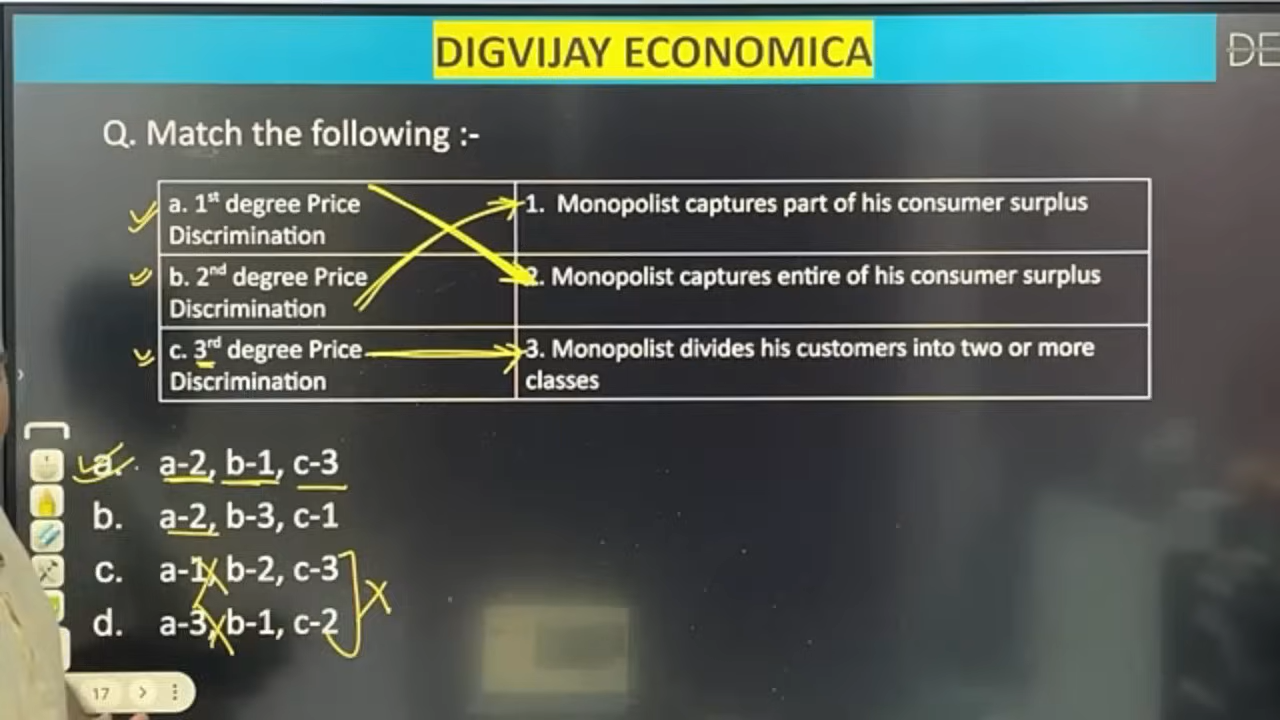 DIGVIJAY ECONOMICA
DE
Q. Match the following :-
a. 1st degree Price
Discrimination
1. Monopolist captures part of his consumer surplus
b. 2nd degree Price
Discrimination
2. Monopolist captures entire of his consumer surplus
c. 3rd degree Price
Discrimination
3. Monopolist divides his customers into two or more
classes
a. a-2, b-1, c-3
b. a-2, b-3, c-1
c. a-1, b-2, c-3
d. a-3, b-1, c-2
17